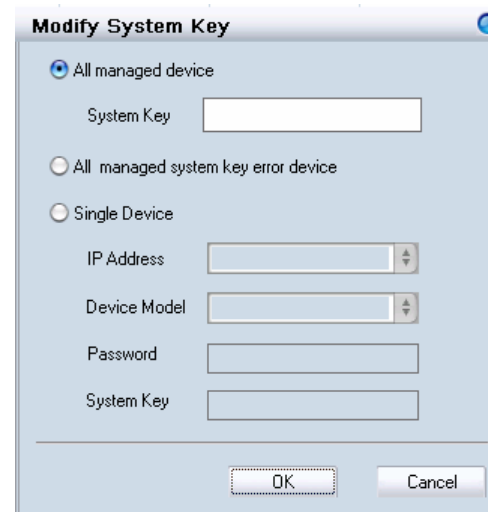 Modify System Key
All managed device
System Key
All managed system key error device
Single Device
IP Address
Device Model
Password
System Key
OK Cancel